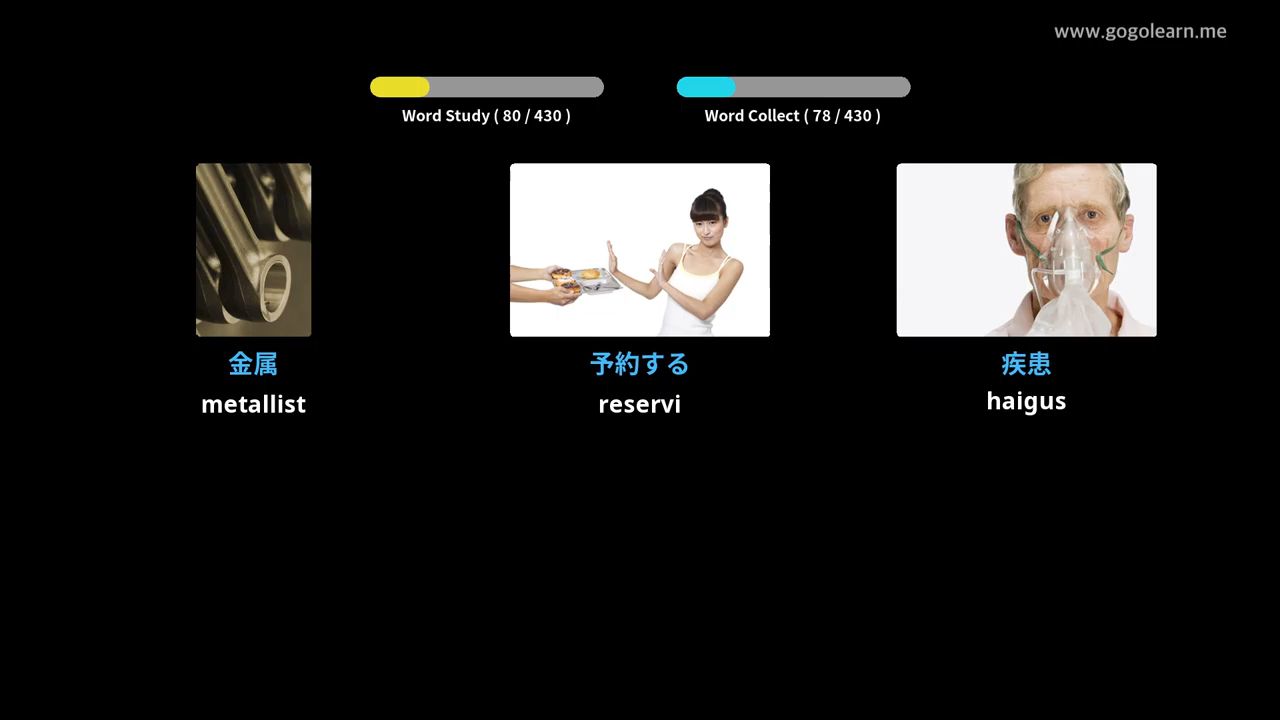 www.gogolearn.me
Word Study ( 80 / 430 )
Word Collect ( 78 / 430 )
金属
予約する
疾患
metallist
reservi
haigus